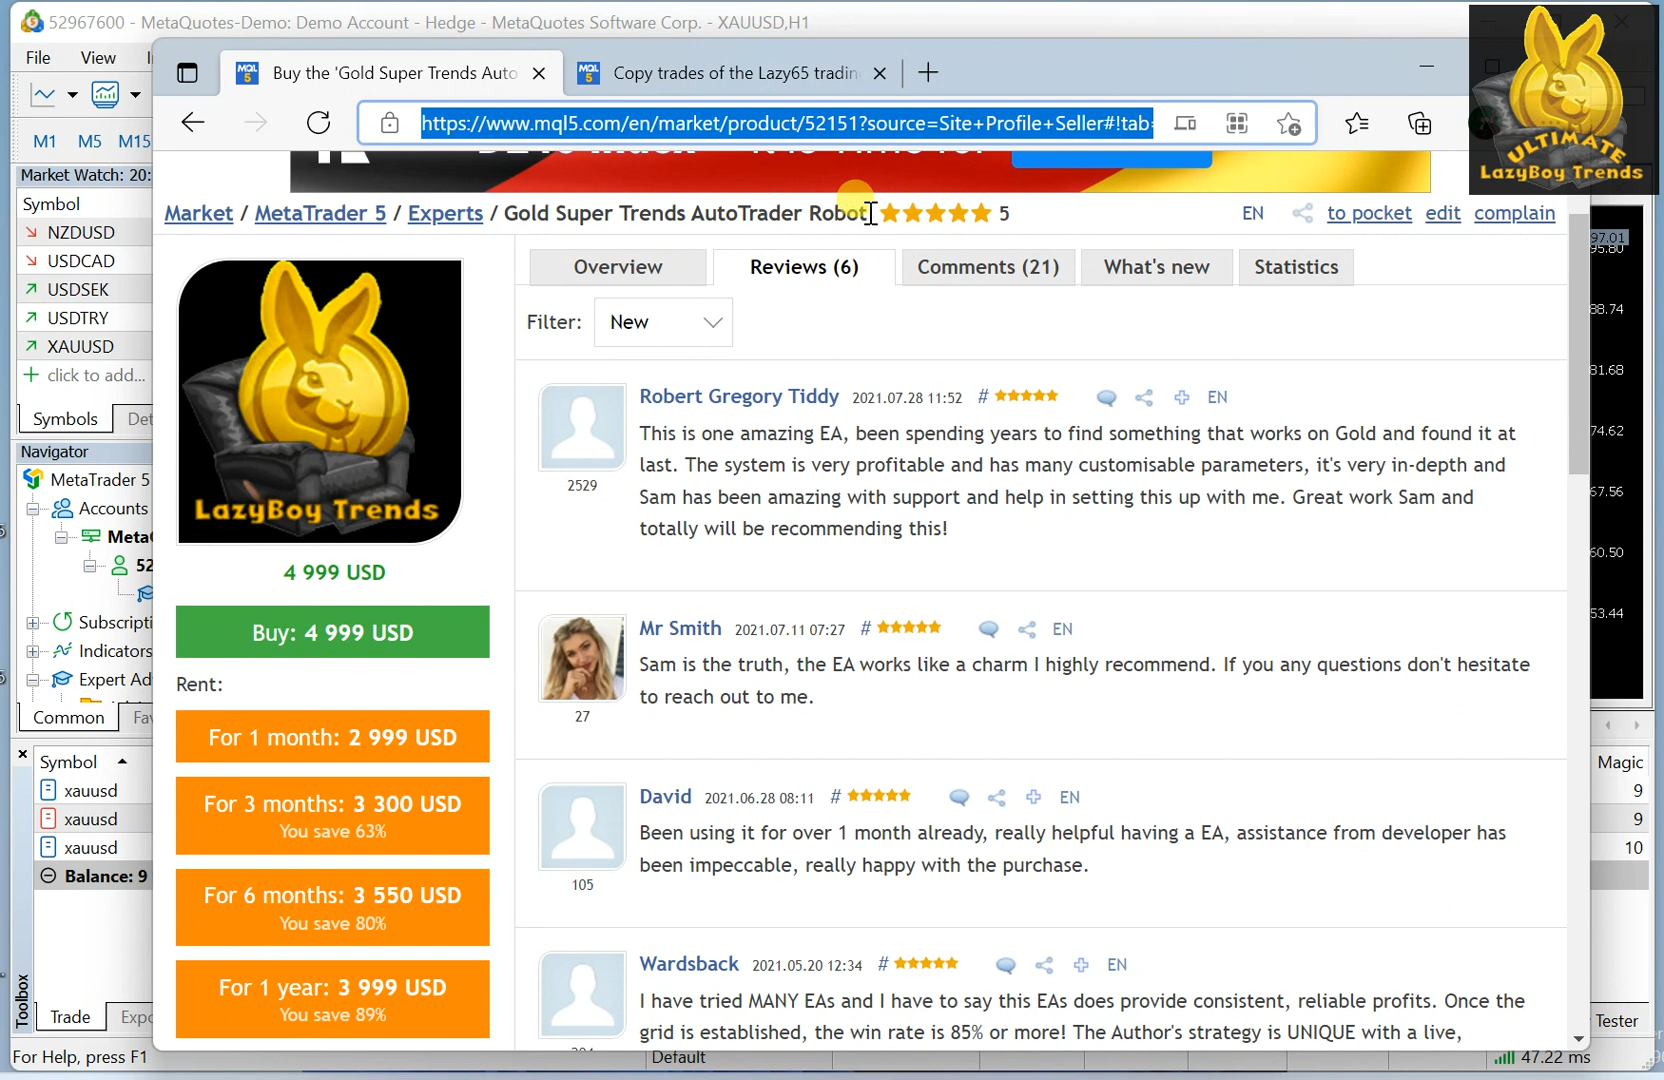 52967600 - MetaQuotes-Demo: Demo Account - Hedge - MetaQuotes Software Corp. - XAUUSD,H1
File View
Buy the 'Gold Super Trends Auto
Copy trades of the Lazy65 tradin
https://www.mql5.com/en/market/product/52151?source=Site+Profile+Seller#!tab=
ULTIMATE
LazyBoy Trends
M1 M5 M15
Market Watch: 20:
Symbol
NZDUSD
USDCAD
USDSEK
USDTRY
XAUUSD
click to add...
Symbols
Navigator
MetaTrader 5
Accounts
52
Subscripti
Indicators
Expert Ad
Common
Market / MetaTrader 5 / Experts / Gold Super Trends AutoTrader Robot 5
EN to pocket edit complain
LazyBoy Trends
4 999 USD
Buy: 4 999 USD
Rent:
For 1 month: 2 999 USD
For 3 months: 3 300 USD
You save 63%
For 6 months: 3 550 USD
You save 80%
For 1 year: 3 999 USD
You save 89%
Overview Reviews (6) Comments (21) What's new Statistics
Filter: New
Robert Gregory Tiddy 2021.07.28 11:52 # EN
This is one amazing EA, been spending years to find something that works on Gold and found it at
last. The system is very profitable and has many customisable parameters, it's very in-depth and
Sam has been amazing with support and help in setting this up with me. Great work Sam and
totally will be recommending this!
2529
Mr Smith 2021.07.11 07:27 # EN
Sam is the truth, the EA works like a charm I highly recommend. If you any questions don't hesitate
to reach out to me.
27
David 2021.06.28 08:11 # EN
Been using it for over 1 month already, really helpful having a EA, assistance from developer has
been impeccable, really happy with the purchase.
105
Wardsback 2021.05.20 12:34 # EN
I have tried MANY EAs and I have to say this EAs does provide consistent, reliable profits. Once the
grid is established, the win rate is 85% or more! The Author's strategy is UNIQUE with a live,
97.01
88.74
81.68
74.62
67.56
60.50
53.44
Symbol
xauusd
xauusd
xauusd
Balance: 9
Magic
9
9
10
Toolbox
Trade
Tester
For Help, press F1
Default
47.22 ms